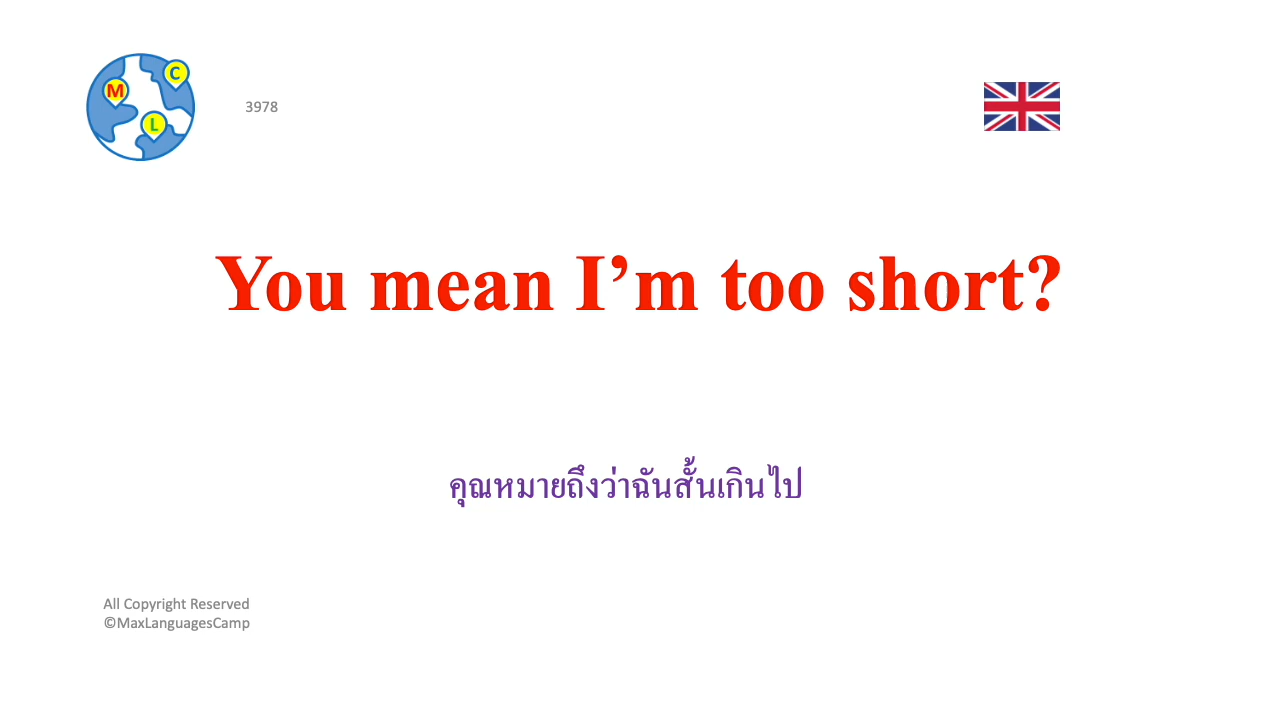 M
C
L
3978
You mean I’m too short?
คุณหมายถึงว่าฉันสั้นเกินไป
All Copyright Reserved
©MaxLanguagesCamp